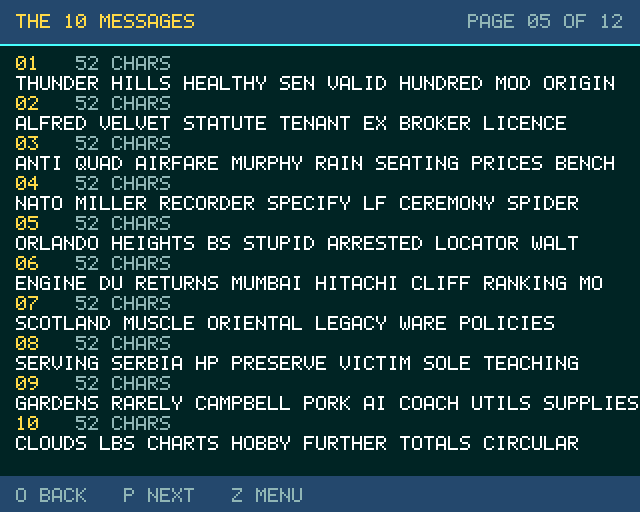 THE 10 MESSAGES PAGE 05 OF 12
01 52 CHARS
THUNDER HILLS HEALTHY SEN VALID HUNDRED MOD ORIGIN
02 52 CHARS
ALFRED VELVET STATUTE TENANT EX BROKER LICENCE
03 52 CHARS
ANTI QUAD AIRFARE MURPHY RAIN SEATING PRICES BENCH
04 52 CHARS
NATO MILLER RECORDER SPECIFY LF CEREMONY SPIDER
05 52 CHARS
ORLANDO HEIGHTS BS STUPID ARRESTED LOCATOR WALT
06 52 CHARS
ENGINE DU RETURNS MUMBAI HITACHI CLIFF RANKING MO
07 52 CHARS
SCOTLAND MUSCLE ORIENTAL LEGACY WARE POLICIES
08 52 CHARS
SERVING SERBIA HP PRESERVE VICTIM SOLE TEACHING
09 52 CHARS
GARDENS RARELY CAMPBELL PORK AI COACH UTILS SUPPLIES
10 52 CHARS
CLOUDS LBS CHARTS HOBBY FURTHER TOTALS CIRCULAR
O BACK P NEXT Z MENU